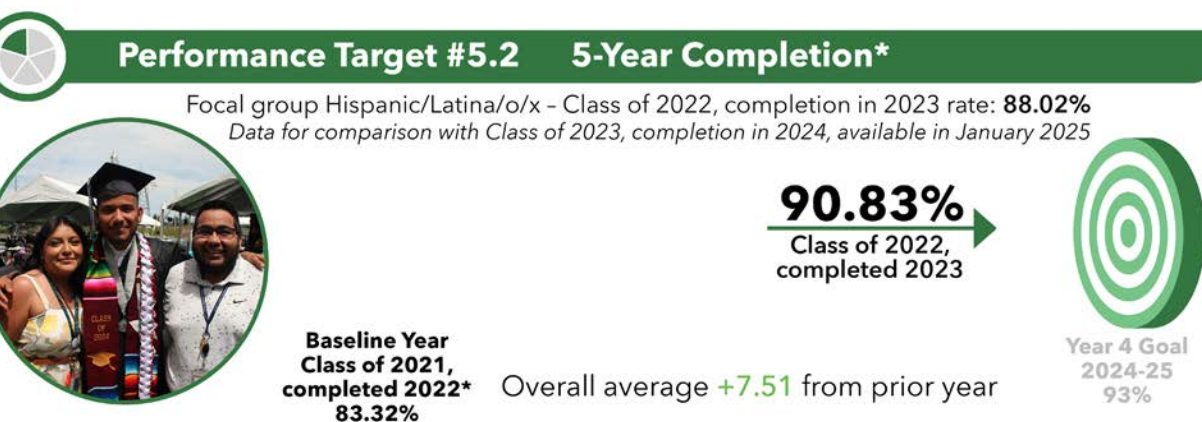 Performance Target #5.2 5-Year Completion*
Focal group Hispanic/Latina/o/x – Class of 2022, completion in 2023 rate: 88.02%
Data for comparison with Class of 2023, completion in 2024, available in January 2025
90.83%
Class of 2022,
completed 2023
CLASS
OF
Baseline Year
Class of 2021,
completed 2022*
83.32%
Overall average +7.51 from prior year
Year 4 Goal
2024-25
93%